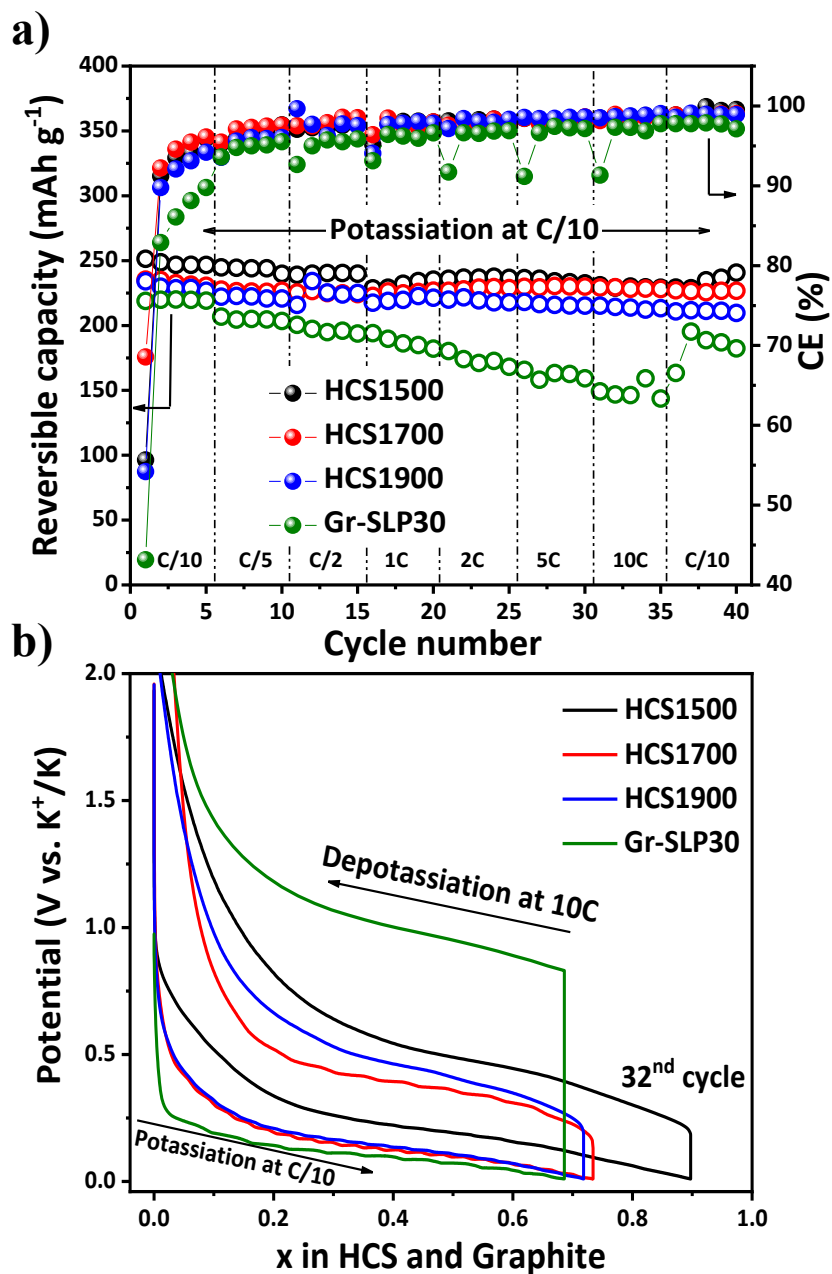 a)
400
350
300
250
200
150
100
50
0
Reversible capacity (mAh g⁻¹)
100
90
80
70
60
50
40
CE (%)
Potassiation at C/10
HCS1500
HCS1700
HCS1900
Gr-SLP30
C/10 C/5 C/2 1C 2C 5C 10C C/10
0 5 10 15 20 25 30 35 40
Cycle number
b)
2.0
1.5
1.0
0.5
0.0
Potential (V vs. K⁺/K)
HCS1500
HCS1700
HCS1900
Gr-SLP30
Depotassiation at 10C
32ⁿᵈ cycle
Potassiation at C/10
0.0 0.2 0.4 0.6 0.8 1.0
x in HCS and Graphite